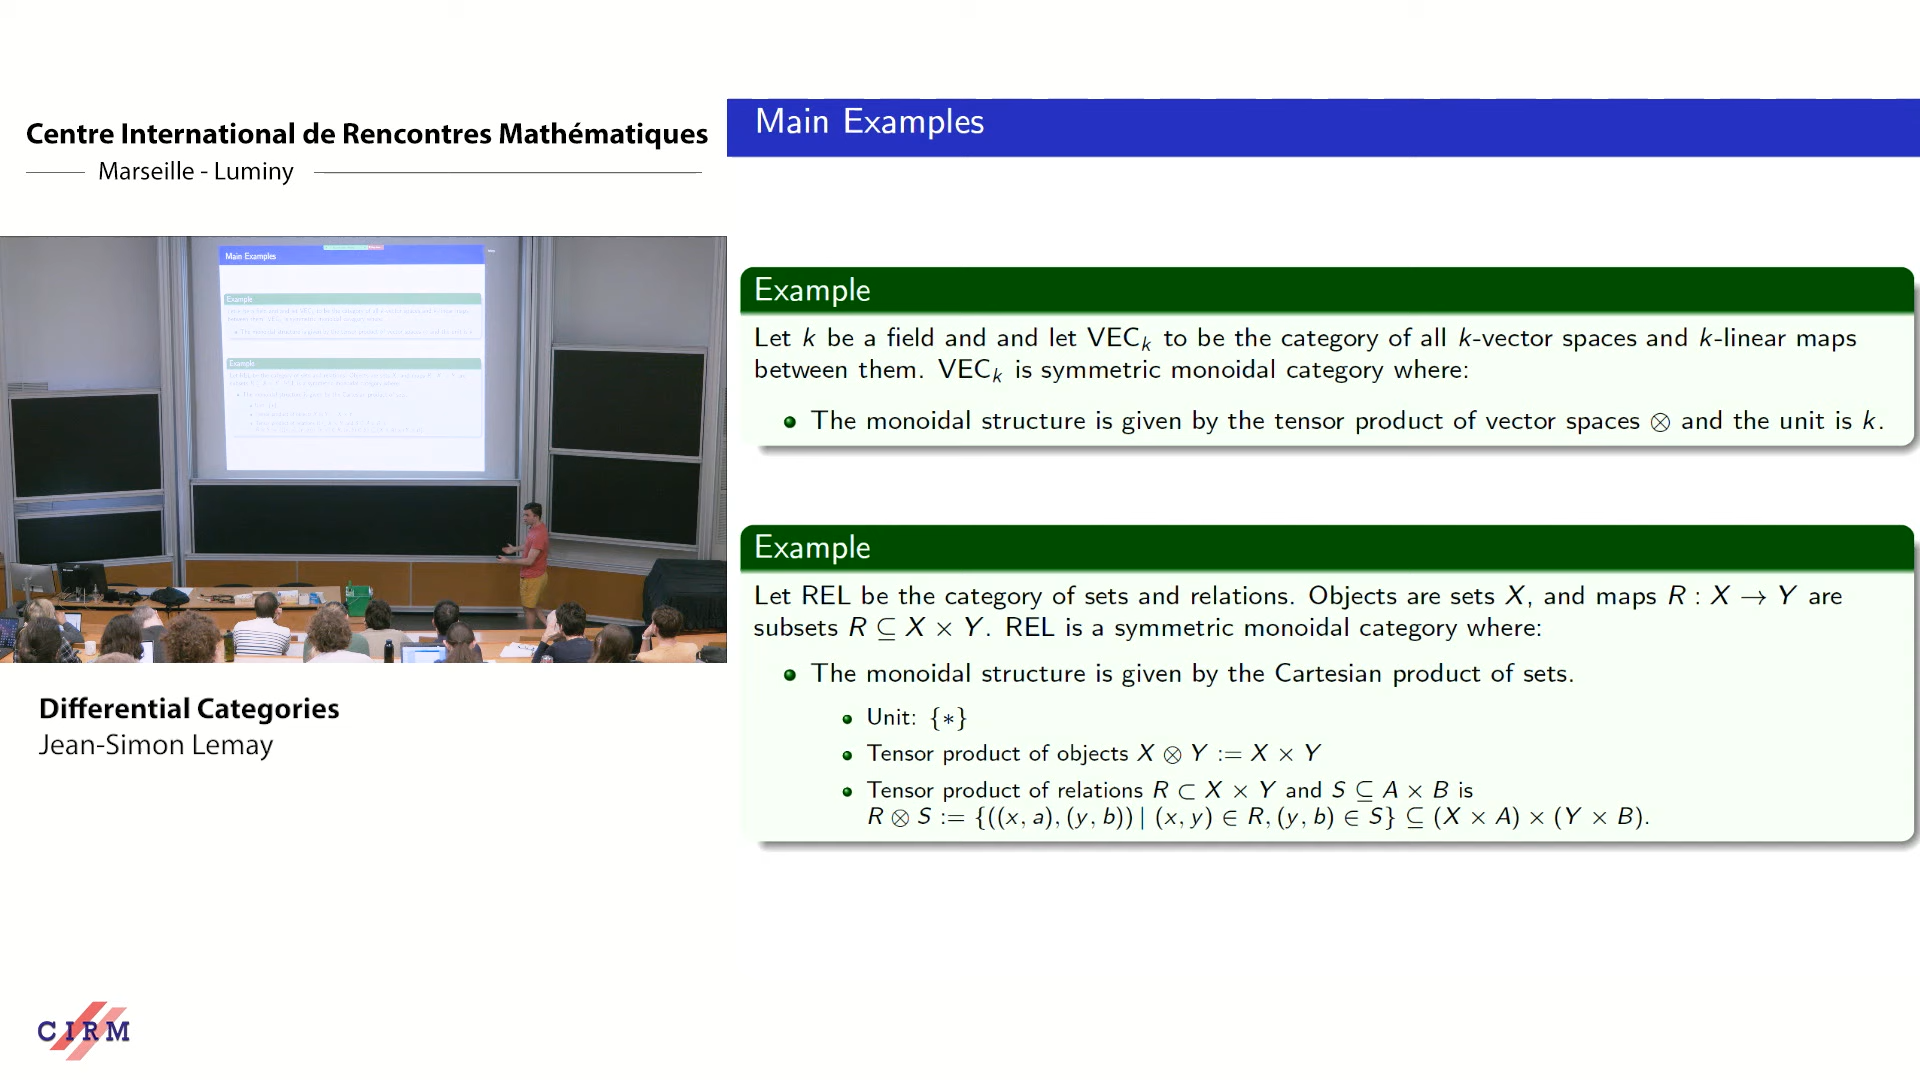 Centre International de Rencontres Mathématiques
Marseille - Luminy
Main Examples
Example
Let k be a field and and let VEC_k to be the category of all k-vector spaces and k-linear maps
between them. VEC_k is symmetric monoidal category where:
The monoidal structure is given by the tensor product of vector spaces ⊗ and the unit is k.
Example
Let REL be the category of sets and relations. Objects are sets X, and maps R : X → Y are
subsets R ⊆ X × Y. REL is a symmetric monoidal category where:
The monoidal structure is given by the Cartesian product of sets.
Unit: {∗}
Tensor product of objects X ⊗ Y := X × Y
Tensor product of relations R ⊂ X × Y and S ⊆ A × B is
R ⊗ S := {((x, a), (y, b)) | (x, y) ∈ R, (y, b) ∈ S} ⊆ (X × A) × (Y × B).
Main Examples
Example
Example
Differential Categories
Jean-Simon Lemay
CIRM